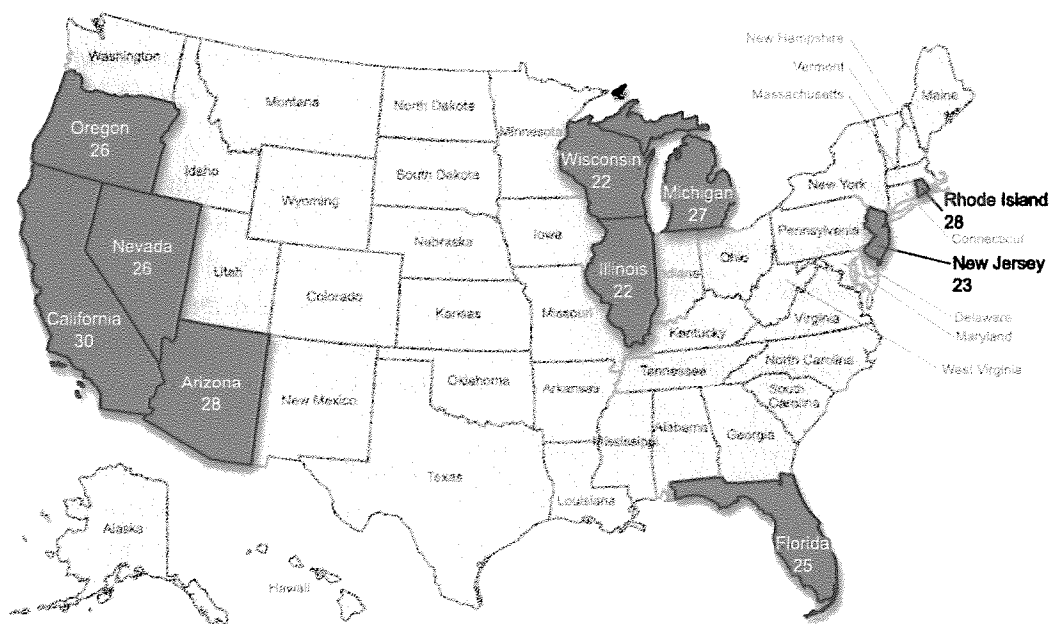 New Hampshire
Washington
Vermont
Massachusetts
Maine
Montana
North Dakota
Minnesota
Oregon
26
Wisconsin
22
Idaho
South Dakota
Michigan
27
New York
Rhode Island
28
Wyoming
Connecticut
Pennsylvania
Nebraska
Iowa
Nevada
26
New Jersey
23
Ohio
Illinois
22
Indiana
Utah
Colorado
Kansas
Missouri
Delaware
Maryland
Virginia
California
30
Kentucky
West Virginia
North Carolina
Tennessee
Arizona
28
Oklahoma
Arkansas
South
Carolina
New Mexico
Mississippi
Alabama
Georgia
Texas
Louisiana
Alaska
Florida
25
Hawaii